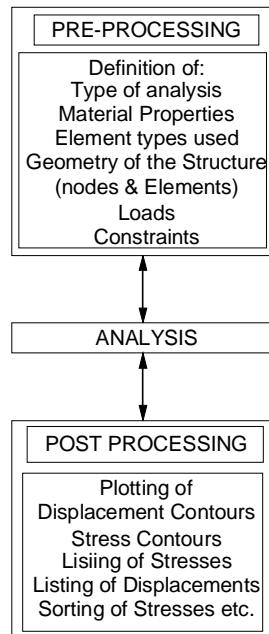 PRE-PROCESSING
Definition of:
Type of analysis
Material Properties
Element types used
Geometry of the Structure
(nodes & Elements)
Loads
Constraints
ANALYSIS
POST PROCESSING
Plotting of
Displacement Contours
Stress Contours
Lisiing of Stresses
Listing of Displacements
Sorting of Stresses etc.